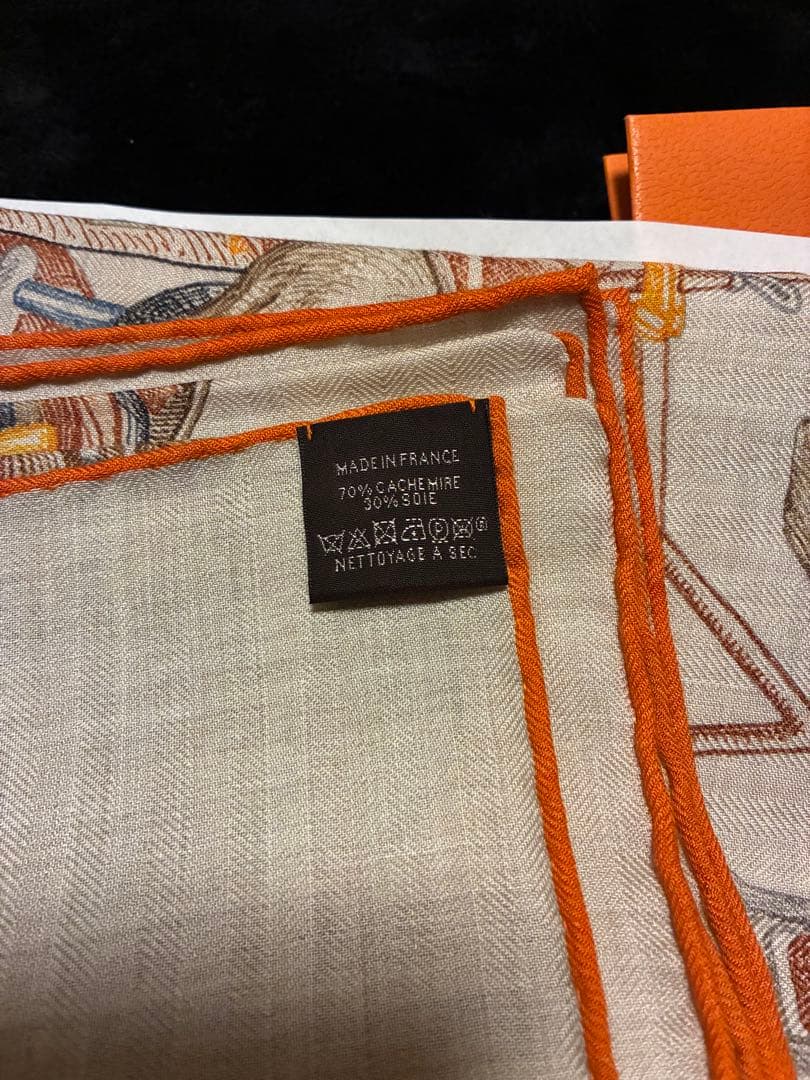 MADE IN FRANCE
70% CACHEMIRE
30% SOIE
NETTOYAGE A SEC